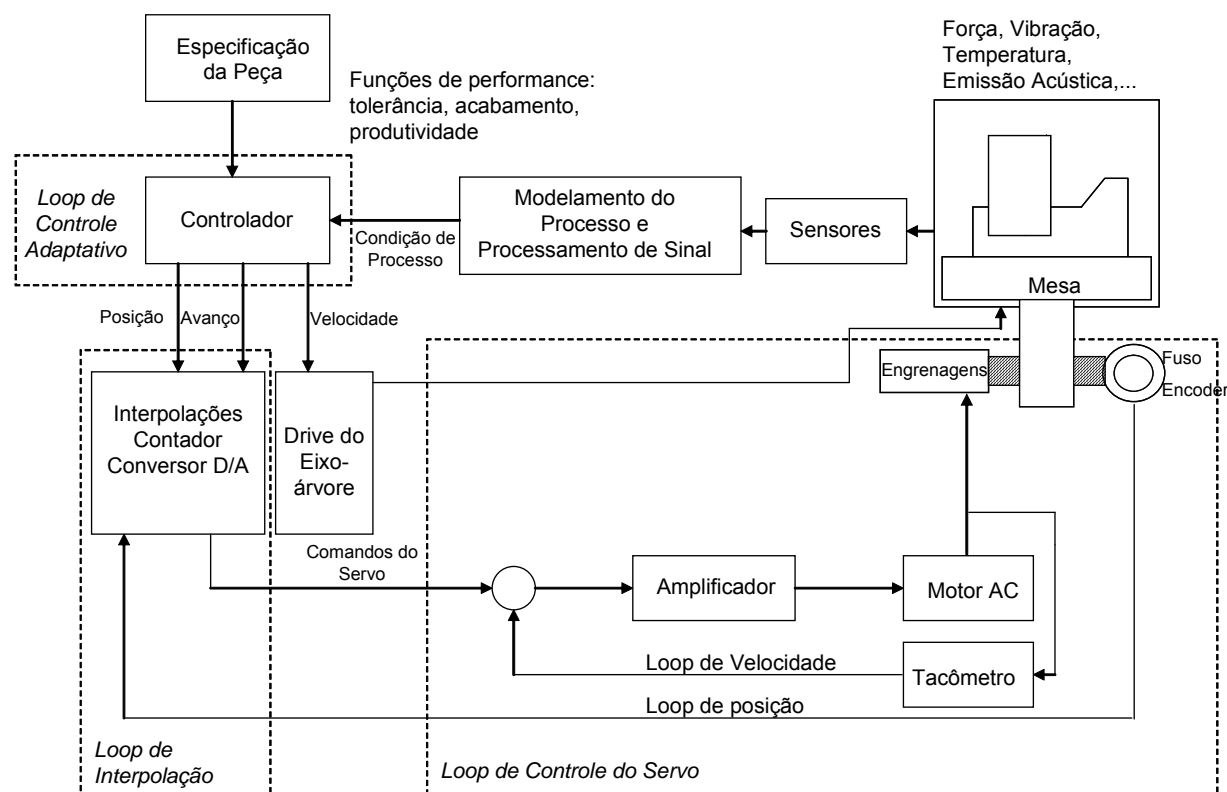 Especificação
da Peça
Funções de performance:
tolerância, acabamento,
produtividade
Força, Vibração,
Temperatura,
Emissão Acústica,...
Loop de
Controle
Adaptativo
Controlador
Condição de
Processo
Modelamento do
Processo e
Processamento de Sinal
Sensores
Mesa
Posição
Avanço
Velocidade
Interpolações
Contador
Conversor D/A
Drive do
Eixo-
árvore
Engrenagens
Fuso
Encoder
Comandos do
Servo
Amplificador
Motor AC
Loop de Velocidade
Tacômetro
Loop de posição
Loop de
Interpolação
Loop de Controle do Servo